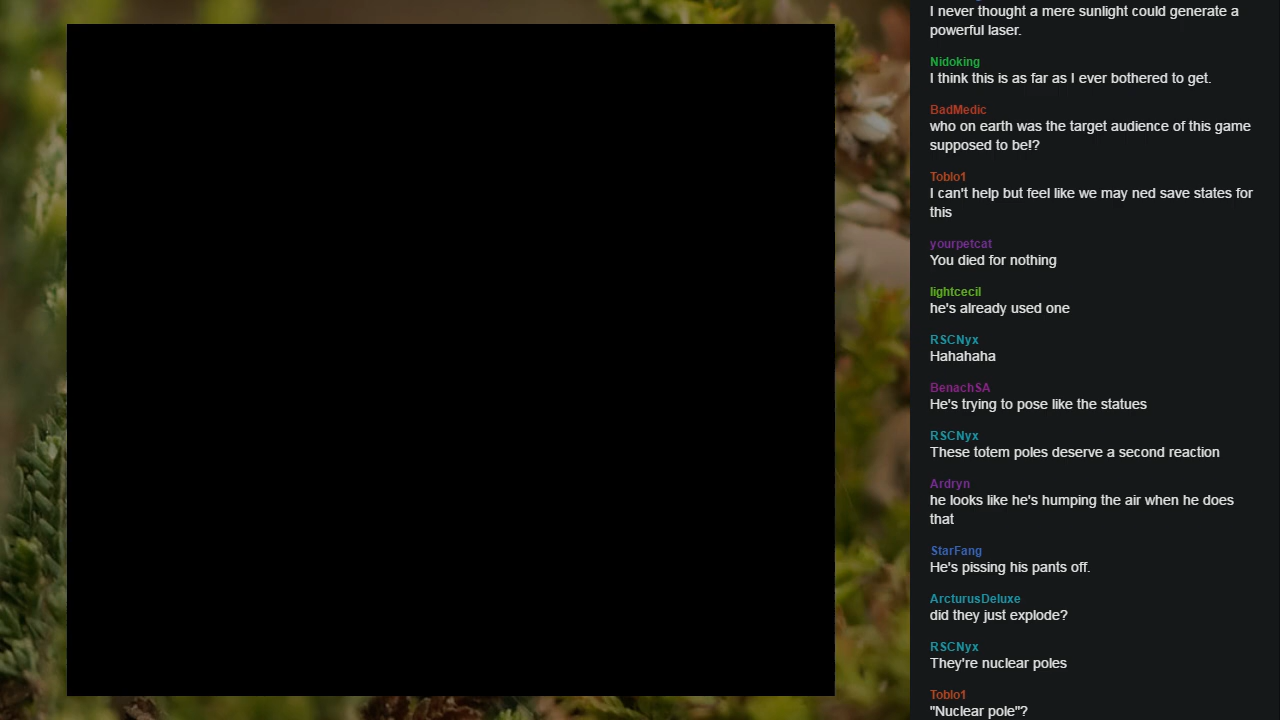 I never thought a mere sunlight could generate a
powerful laser.
Nidoking
I think this is as far as I ever bothered to get.
BadMedic
who on earth was the target audience of this game
supposed to be!?
Toblo1
I can't help but feel like we may ned save states for
this
yourpetcat
You died for nothing
lightcecil
he's already used one
RSCNyx
Hahahaha
BenachSA
He's trying to pose like the statues
RSCNyx
These totem poles deserve a second reaction
Ardryn
he looks like he's humping the air when he does
that
StarFang
He's pissing his pants off.
ArcturusDeluxe
did they just explode?
RSCNyx
They're nuclear poles
Toblo1
"Nuclear pole"?